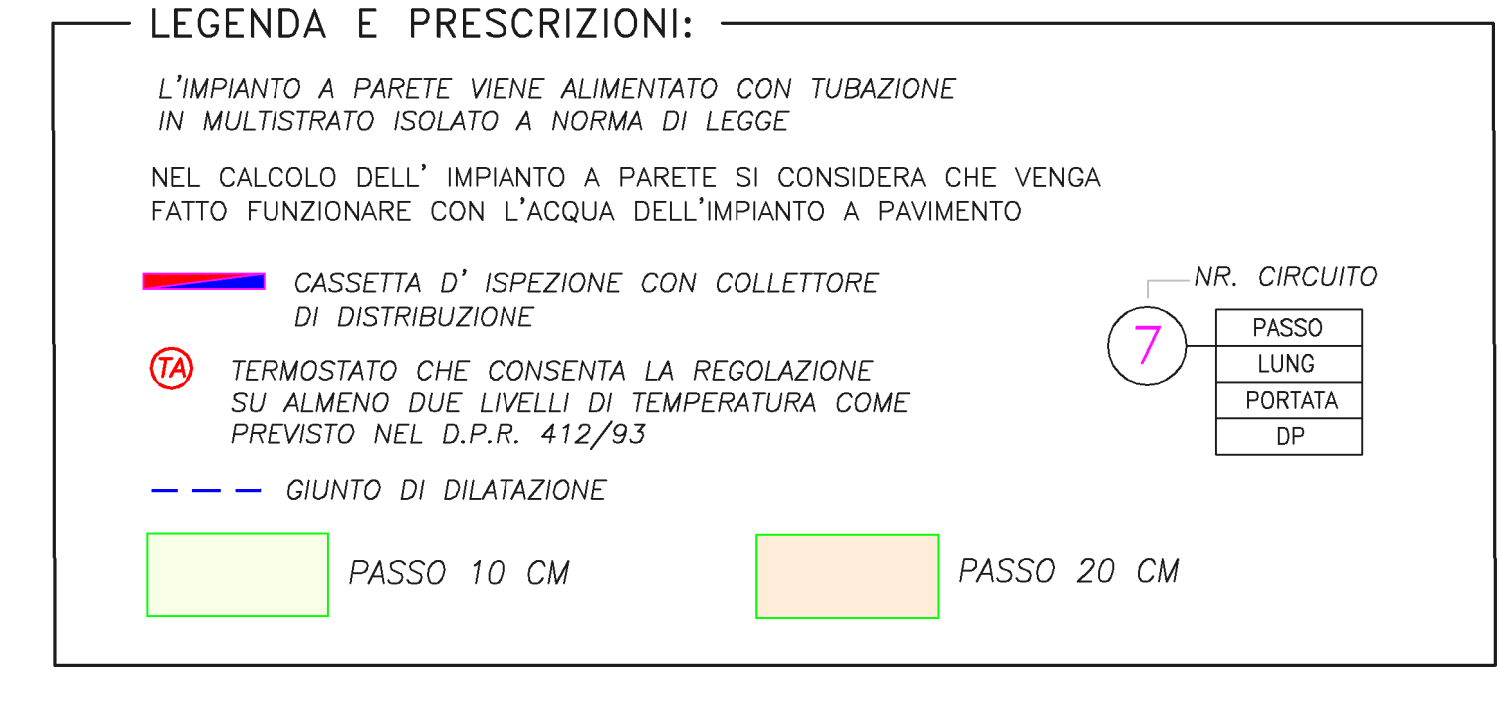 LEGENDA E PRESCRIZIONI:
L'IMPIANTO A PARETE VIENE ALIMENTATO CON TUBAZIONE
IN MULTISTRATO ISOLATO A NORMA DI LEGGE
NEL CALCOLO DELL' IMPIANTO A PARETE SI CONSIDERA CHE VENGA
FATTO FUNZIONARE CON L'ACQUA DELL'IMPIANTO A PAVIMENTO
CASSETTA D' ISPEZIONE CON COLLETTORE
DI DISTRIBUZIONE
TA
TERMOSTATO CHE CONSENTA LA REGOLAZIONE
SU ALMENO DUE LIVELLI DI TEMPERATURA COME
PREVISTO NEL D.P.R. 412/93
GIUNTO DI DILATAZIONE
NR. CIRCUITO
7
PASSO
LUNG
PORTATA
DP
PASSO 10 CM
PASSO 20 CM